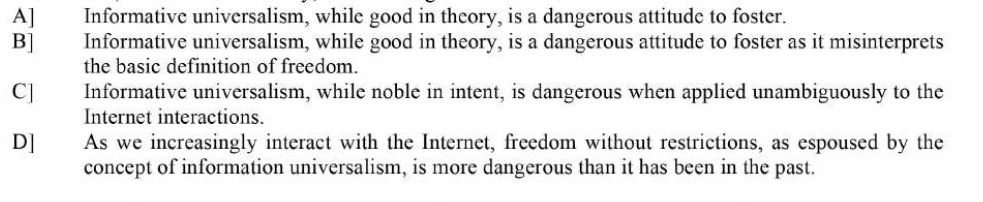 A] Informative universalism, while good in theory, is a dangerous attitude to foster.
B] Informative universalism, while good in theory, is a dangerous attitude to foster as it misinterprets
the basic definition of freedom.
C] Informative universalism, while noble in intent, is dangerous when applied unambiguously to the
Internet interactions.
D] As we increasingly interact with the Internet, freedom without restrictions, as espoused by the
concept of information universalism, is more dangerous than it has been in the past.